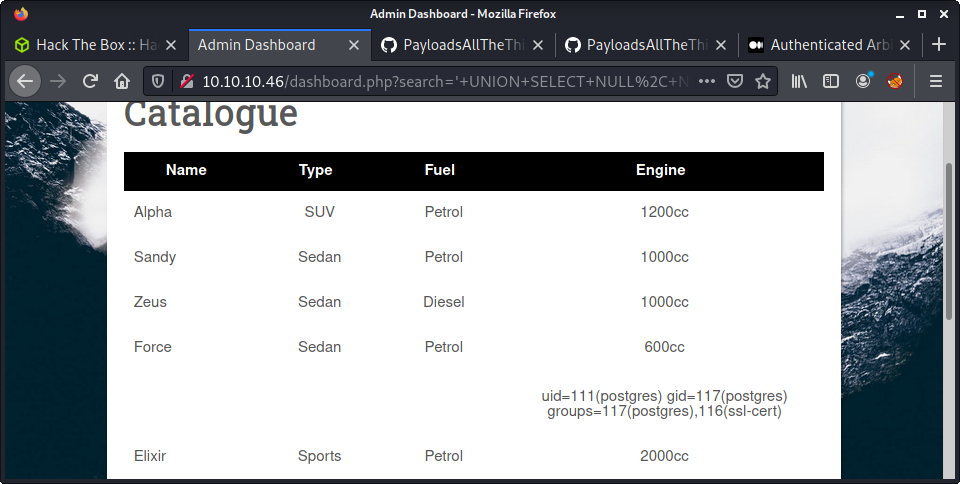 Admin Dashboard - Mozilla Firefox
Hack The Box :: Ha
Admin Dashboard
PayloadsAllTheTh
PayloadsAllTheTh
Authenticated Arb
10.10.10.46/dashboard.php?search='+UNION+SELECT+NULL%2C+N
Catalogue
Name Type Fuel Engine
Alpha SUV Petrol 1200cc
Sandy Sedan Petrol 1000cc
Zeus Sedan Diesel 1000cc
Force Sedan Petrol 600cc
uid=111(postgres) gid=117(postgres)
groups=117(postgres),116(ssl-cert)
Elixir Sports Petrol 2000cc